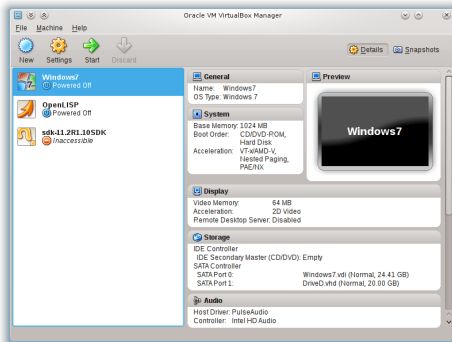 Oracle VM VirtualBox Manager
File Machine Help
New Settings Start Discard
Details Snapshots
Windows7
Powered Off
OpenLISP
Powered Off
sdk-11.2R1.10SDK
Inaccessible
General
Name: Windows7
OS Type: Windows 7
System
Base Memory: 1024 MB
Boot Order: CD/DVD-ROM,
Hard Disk
Acceleration: VT-x/AMD-V,
Nested Paging,
PAE/NX
Preview
Windows7
Display
Video Memory: 64 MB
Acceleration: 2D Video
Remote Desktop Server: Disabled
Storage
IDE Controller
IDE Secondary Master (CD/DVD): Empty
SATA Controller
SATA Port 0: Windows7.vdi (Normal, 24.41 GB)
SATA Port 1: DriveD.vhd (Normal, 20.00 GB)
Audio
Host Driver: PulseAudio
Controller: Intel HD Audio